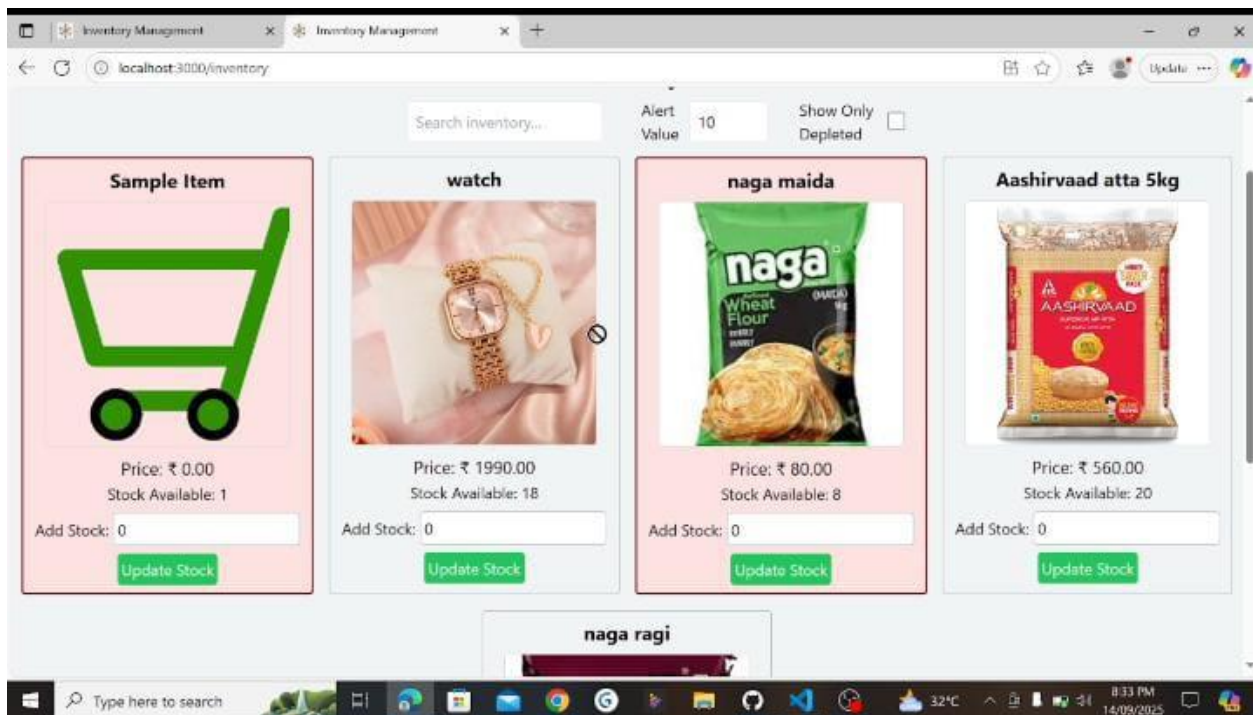 Inventory Management
Inventory Management
localhost:3000/inventory
Update
Search inventory...
Alert Value
10
Show Only Depleted
Sample Item
Price: ₹ 0.00
Stock Available: 1
Add Stock: 0
Update Stock
watch
Price: ₹ 1990.00
Stock Available: 18
Add Stock: 0
Update Stock
naga maida
naga
Wheat
Flour
(MAIDA)
Price: ₹ 80.00
Stock Available: 8
Add Stock: 0
Update Stock
Aashirvaad atta 5kg
AASHIRVAAD
Price: ₹ 560.00
Stock Available: 20
Add Stock: 0
Update Stock
naga ragi
Type here to search
32°C
8:33 PM
14/09/2025